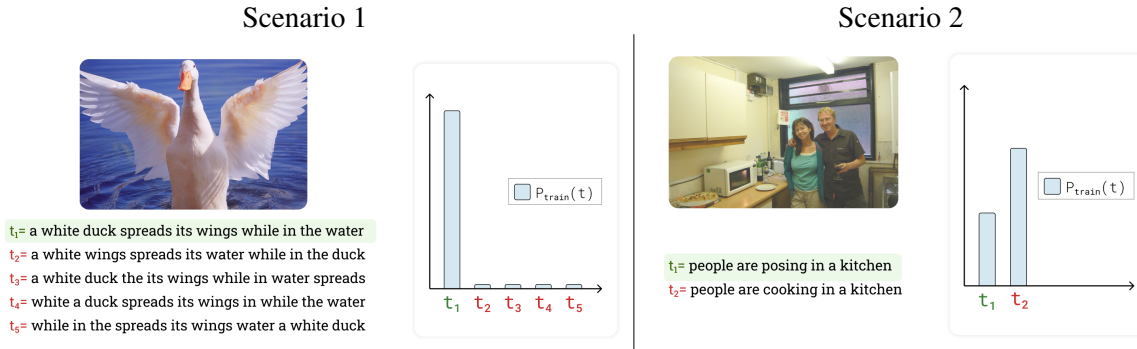 Scenario 1
t₁= a white duck spreads its wings while in the water
t₂= a white wings spreads its water while in the duck
t₃= a white duck the its wings while in water spreads
t₄= white a duck spreads its wings in while the water
t₅= while in the spreads its wings water a white duck
P_train(t)
t₁ t₂ t₃ t₄ t₅
Scenario 2
t₁= people are posing in a kitchen
t₂= people are cooking in a kitchen
P_train(t)
t₁ t₂